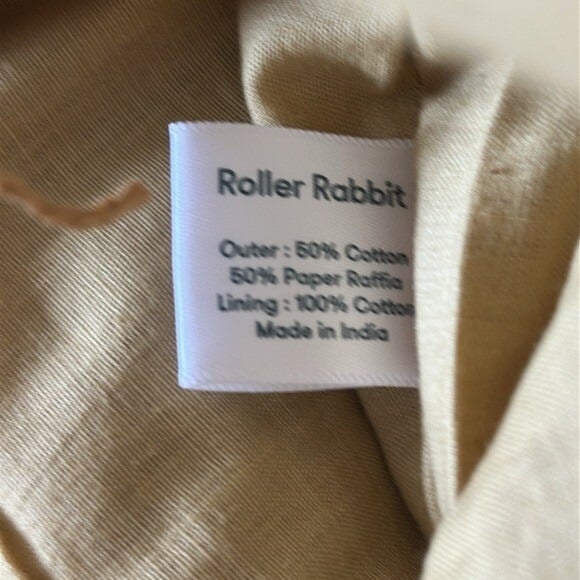 Roller Rabbit
Outer : 50% Cotton
50% Paper Raffia
Lining : 100% Cotton
Made in India